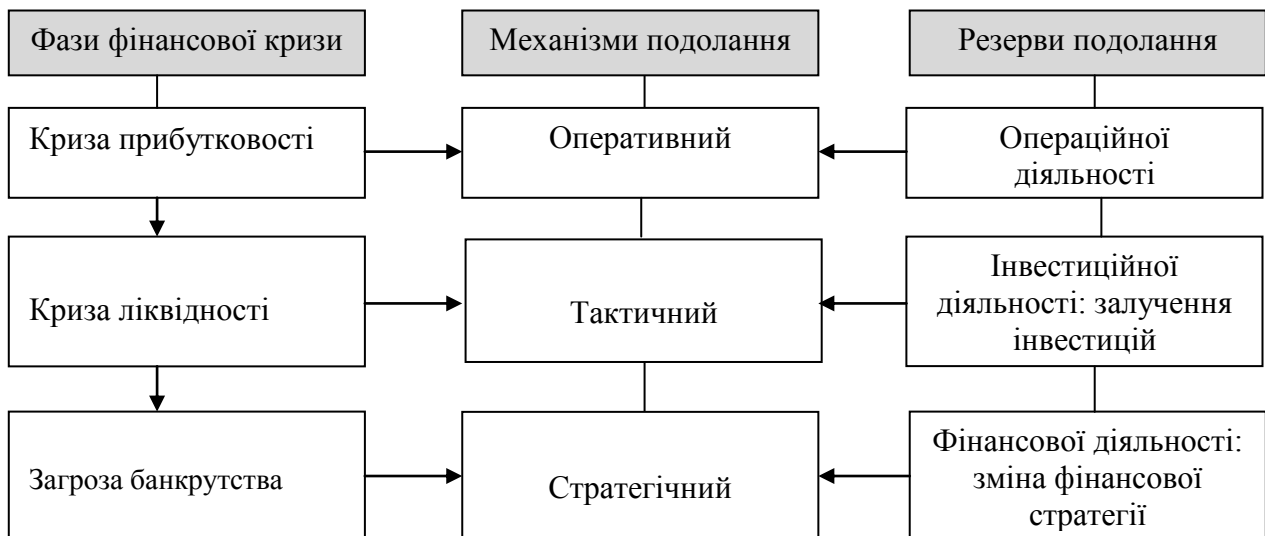 Фази фінансової кризи
Механізми подолання
Резерви подолання
Криза прибутковості
Оперативний
Операційної
діяльності
Криза ліквідності
Тактичний
Інвестиційної
діяльності: залучення
інвестицій
Загроза банкрутства
Стратегічний
Фінансової діяльності:
зміна фінансової
стратегії